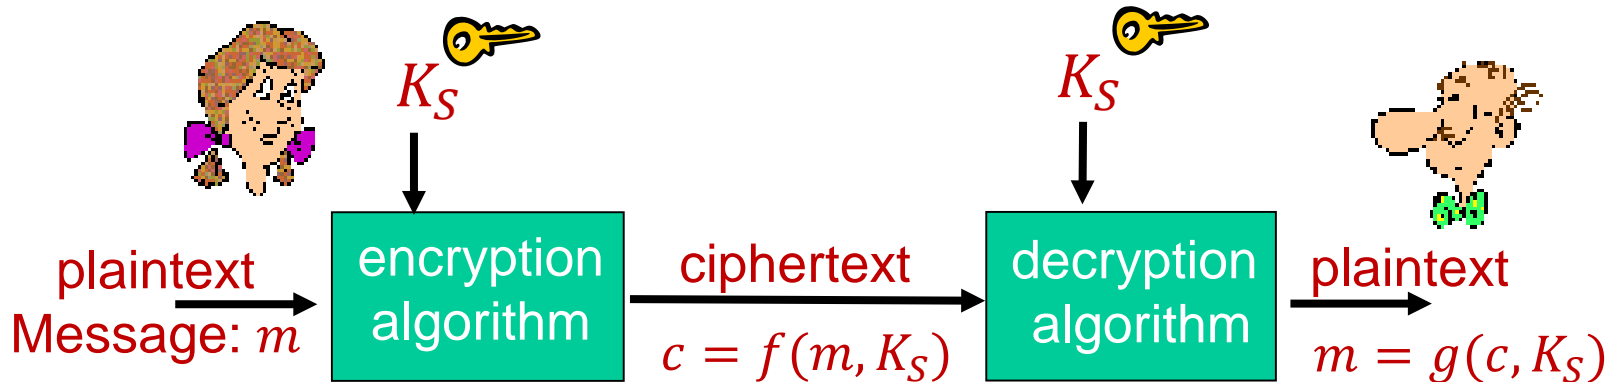 K_S
K_S
plaintext
Message: m
encryption
algorithm
ciphertext
c = f(m, K_S)
decryption
algorithm
plaintext
m = g(c, K_S)